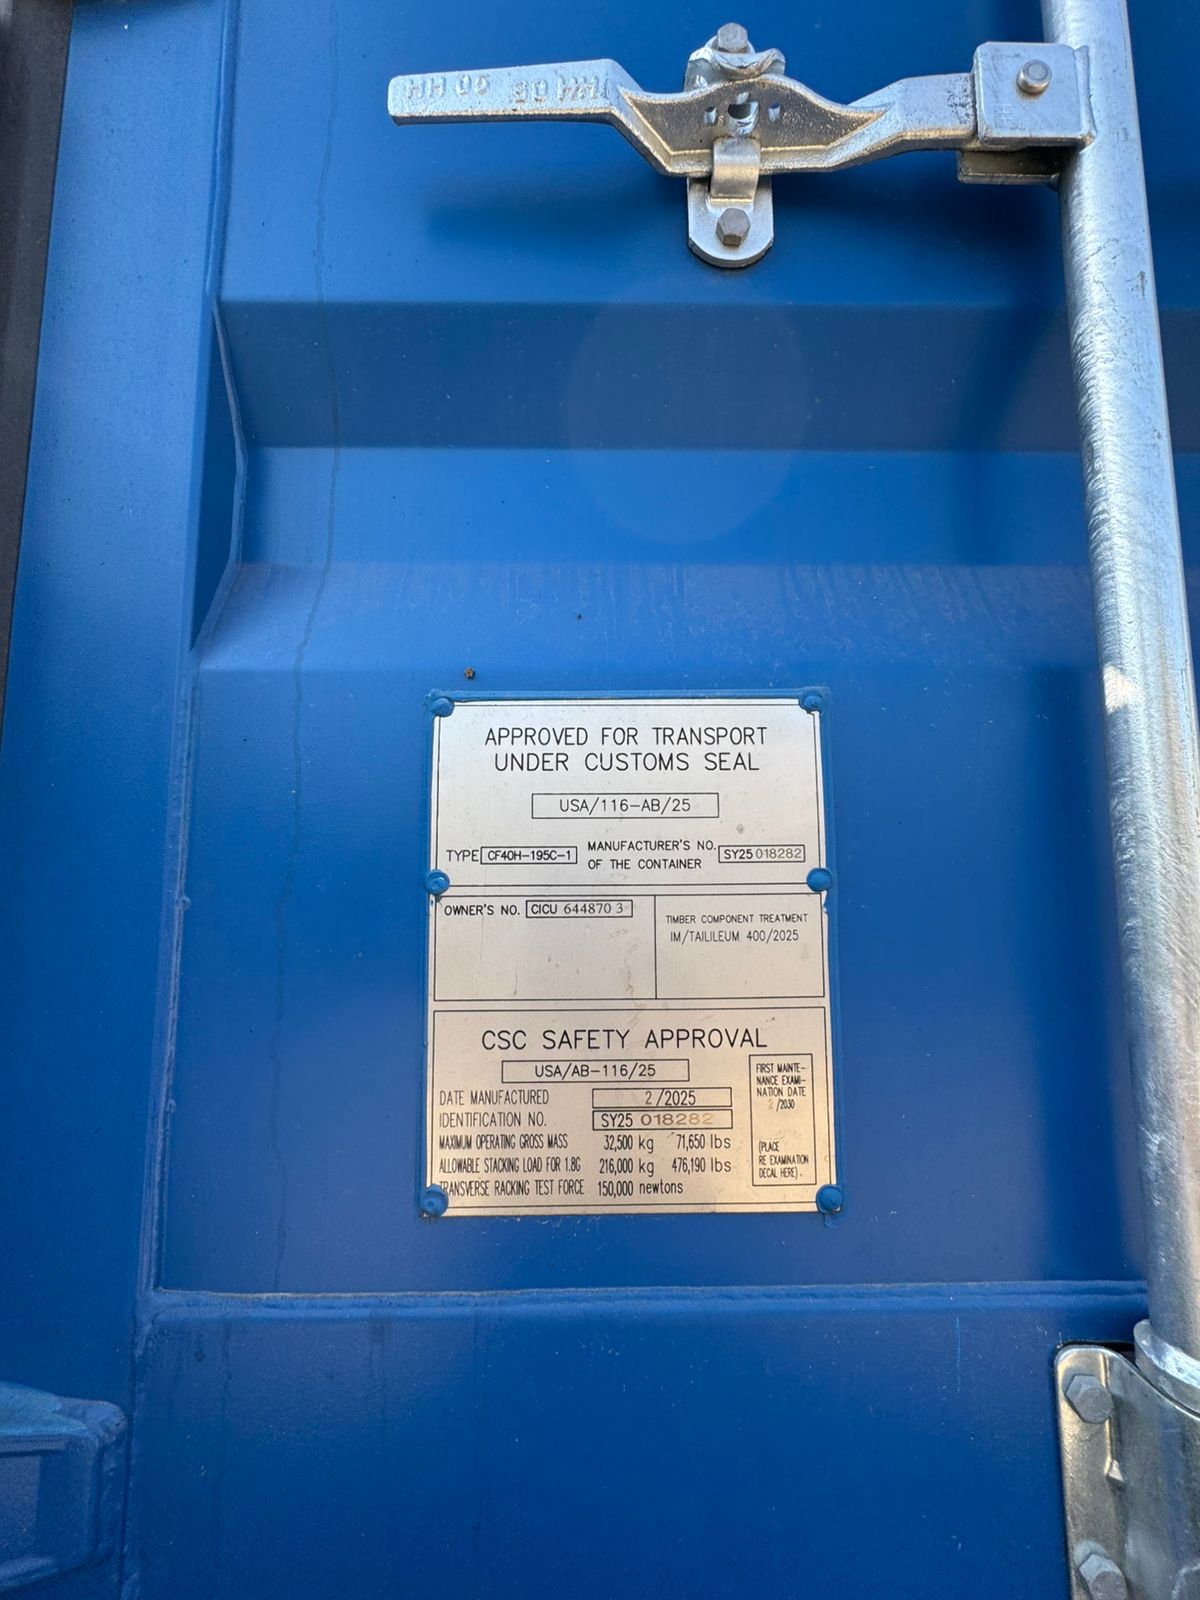 HH 06
APPROVED FOR TRANSPORT
UNDER CUSTOMS SEAL
USA/116-AB/25
TYPE CF40H-195C-1
MANUFACTURER'S NO.
OF THE CONTAINER
SY25 018282
OWNER'S NO. CICU 644870 3
TIMBER COMPONENT TREATMENT
IM/TAILILEUM 400/2025
CSC SAFETY APPROVAL
USA/AB-116/25
DATE MANUFACTURED 2/2025
IDENTIFICATION NO. SY25 018282
MAXIMUM OPERATING GROSS MASS 32,500 kg 71,650 lbs
ALLOWABLE STACKING LOAD FOR 1.8G 216,000 kg 476,190 lbs
TRANSVERSE RACKING TEST FORCE 150,000 newtons
FIRST MAINTE-
NANCE EXAMI-
NATION DATE
2/2030
(PLACE
RE EXAMINATION
DECAL HERE).